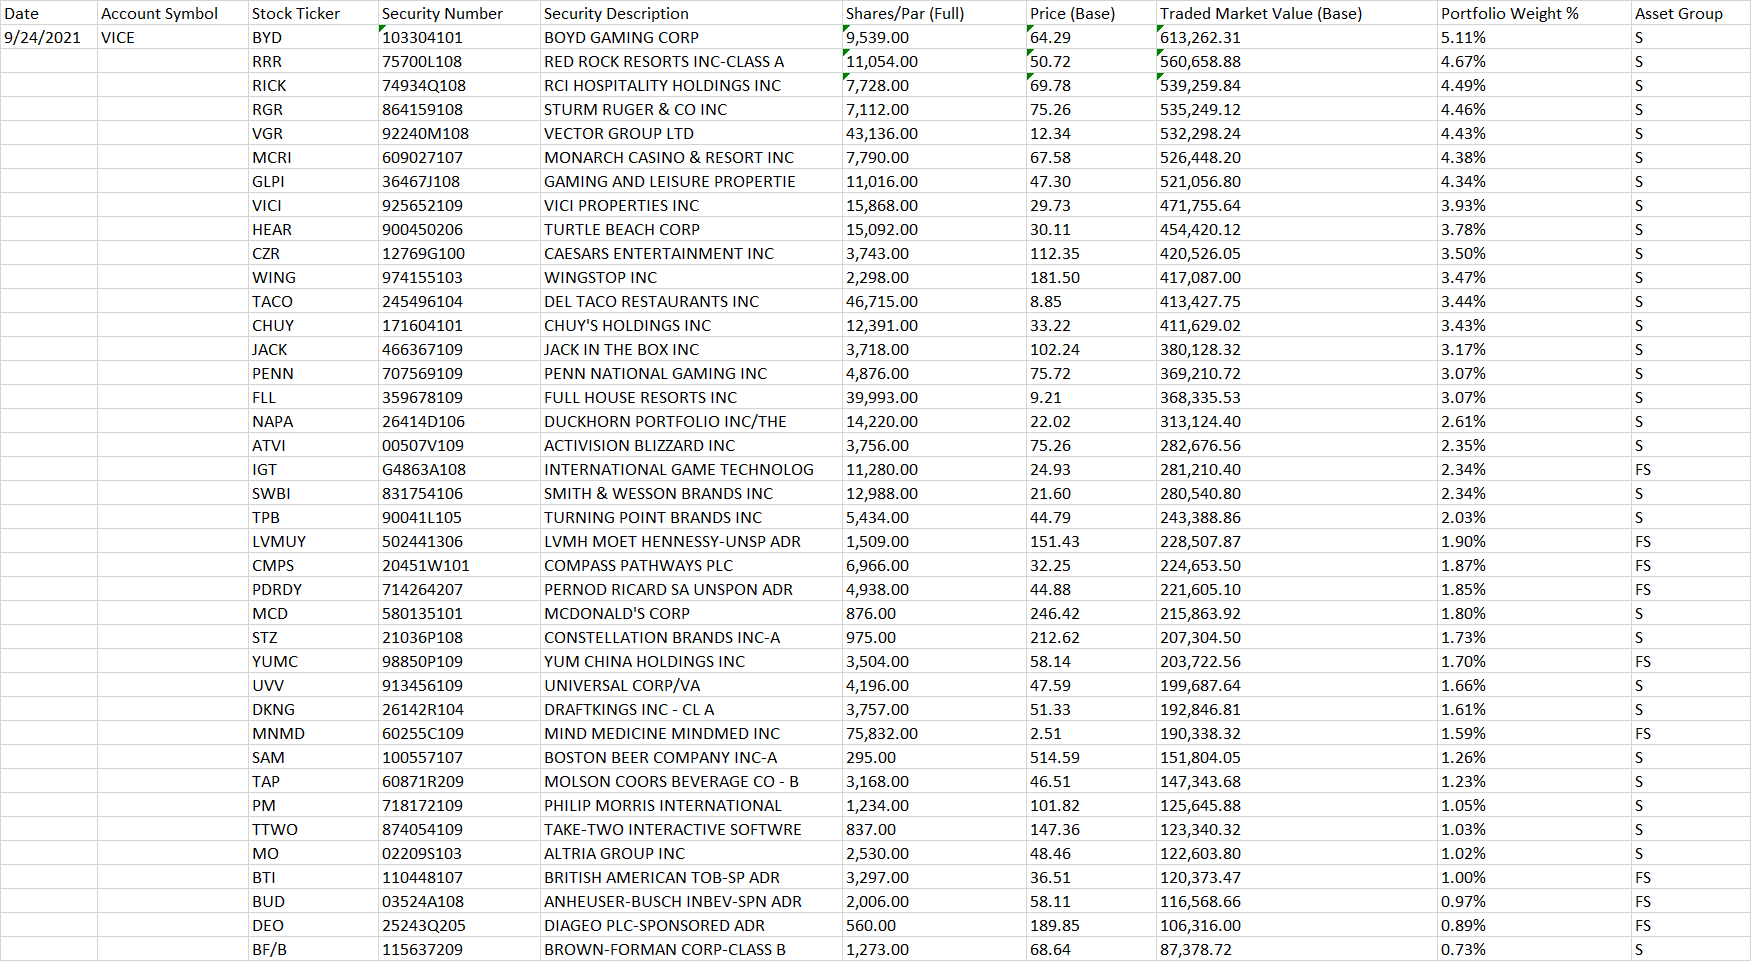 Date Account Symbol Stock Ticker Security Number Security Description Shares/Par (Full) Price (Base) Traded Market Value (Base) Portfolio Weight % Asset Group
9/24/2021 VICE BYD 103304101 BOYD GAMING CORP 9,539.00 64.29 613,262.31 5.11% S
RRR 75700L108 RED ROCK RESORTS INC-CLASS A 11,054.00 50.72 560,658.88 4.67% S
RICK 74934Q108 RCI HOSPITALITY HOLDINGS INC 7,728.00 69.78 539,259.84 4.49% S
RGR 864159108 STURM RUGER & CO INC 7,112.00 75.26 535,249.12 4.46% S
VGR 92240M108 VECTOR GROUP LTD 43,136.00 12.34 532,298.24 4.43% S
MCRI 609027107 MONARCH CASINO & RESORT INC 7,790.00 67.58 526,448.20 4.38% S
GLPI 36467J108 GAMING AND LEISURE PROPERTIE 11,016.00 47.30 521,056.80 4.34% S
VICI 925652109 VICI PROPERTIES INC 15,868.00 29.73 471,755.64 3.93% S
HEAR 900450206 TURTLE BEACH CORP 15,092.00 30.11 454,420.12 3.78% S
CZR 12769G100 CAESARS ENTERTAINMENT INC 3,743.00 112.35 420,526.05 3.50% S
WING 974155103 WINGSTOP INC 2,298.00 181.50 417,087.00 3.47% S
TACO 245496104 DEL TACO RESTAURANTS INC 46,715.00 8.85 413,427.75 3.44% S
CHUY 171604101 CHUY'S HOLDINGS INC 12,391.00 33.22 411,629.02 3.43% S
JACK 466367109 JACK IN THE BOX INC 3,718.00 102.24 380,128.32 3.17% S
PENN 707569109 PENN NATIONAL GAMING INC 4,876.00 75.72 369,210.72 3.07% S
FLL 359678109 FULL HOUSE RESORTS INC 39,993.00 9.21 368,335.53 3.07% S
NAPA 26414D106 DUCKHORN PORTFOLIO INC/THE 14,220.00 22.02 313,124.40 2.61% S
ATVI 00507V109 ACTIVISION BLIZZARD INC 3,756.00 75.26 282,676.56 2.35% S
IGT G4863A108 INTERNATIONAL GAME TECHNOLOG 11,280.00 24.93 281,210.40 2.34% FS
SWBI 831754106 SMITH & WESSON BRANDS INC 12,988.00 21.60 280,540.80 2.34% S
TPB 90041L105 TURNING POINT BRANDS INC 5,434.00 44.79 243,388.86 2.03% S
LVMUY 502441306 LVMH MOET HENNESSY-UNSP ADR 1,509.00 151.43 228,507.87 1.90% FS
CMPS 20451W101 COMPASS PATHWAYS PLC 6,966.00 32.25 224,653.50 1.87% FS
PDRDY 714264207 PERNOD RICARD SA UNSPON ADR 4,938.00 44.88 221,605.10 1.85% FS
MCD 580135101 MCDONALD'S CORP 876.00 246.42 215,863.92 1.80% S
STZ 21036P108 CONSTELLATION BRANDS INC-A 975.00 212.62 207,304.50 1.73% S
YUMC 98850P109 YUM CHINA HOLDINGS INC 3,504.00 58.14 203,722.56 1.70% FS
UVV 913456109 UNIVERSAL CORP/VA 4,196.00 47.59 199,687.64 1.66% S
DKNG 26142R104 DRAFTKINGS INC - CL A 3,757.00 51.33 192,846.81 1.61% S
MNMD 60255C109 MIND MEDICINE MINDMED INC 75,832.00 2.51 190,338.32 1.59% FS
SAM 100557107 BOSTON BEER COMPANY INC-A 295.00 514.59 151,804.05 1.26% S
TAP 60871R209 MOLSON COORS BEVERAGE CO - B 3,168.00 46.51 147,343.68 1.23% S
PM 718172109 PHILIP MORRIS INTERNATIONAL 1,234.00 101.82 125,645.88 1.05% S
TTWO 874054109 TAKE-TWO INTERACTIVE SOFTWRE 837.00 147.36 123,340.32 1.03% S
MO 02209S103 ALTRIA GROUP INC 2,530.00 48.46 122,603.80 1.02% S
BTI 110448107 BRITISH AMERICAN TOB-SP ADR 3,297.00 36.51 120,373.47 1.00% FS
BUD 03524A108 ANHEUSER-BUSCH INBEV-SPN ADR 2,006.00 58.11 116,568.66 0.97% FS
DEO 25243Q205 DIAGEO PLC-SPONSORED ADR 560.00 189.85 106,316.00 0.89% FS
BF/B 115637209 BROWN-FORMAN CORP-CLASS B 1,273.00 68.64 87,378.72 0.73% S